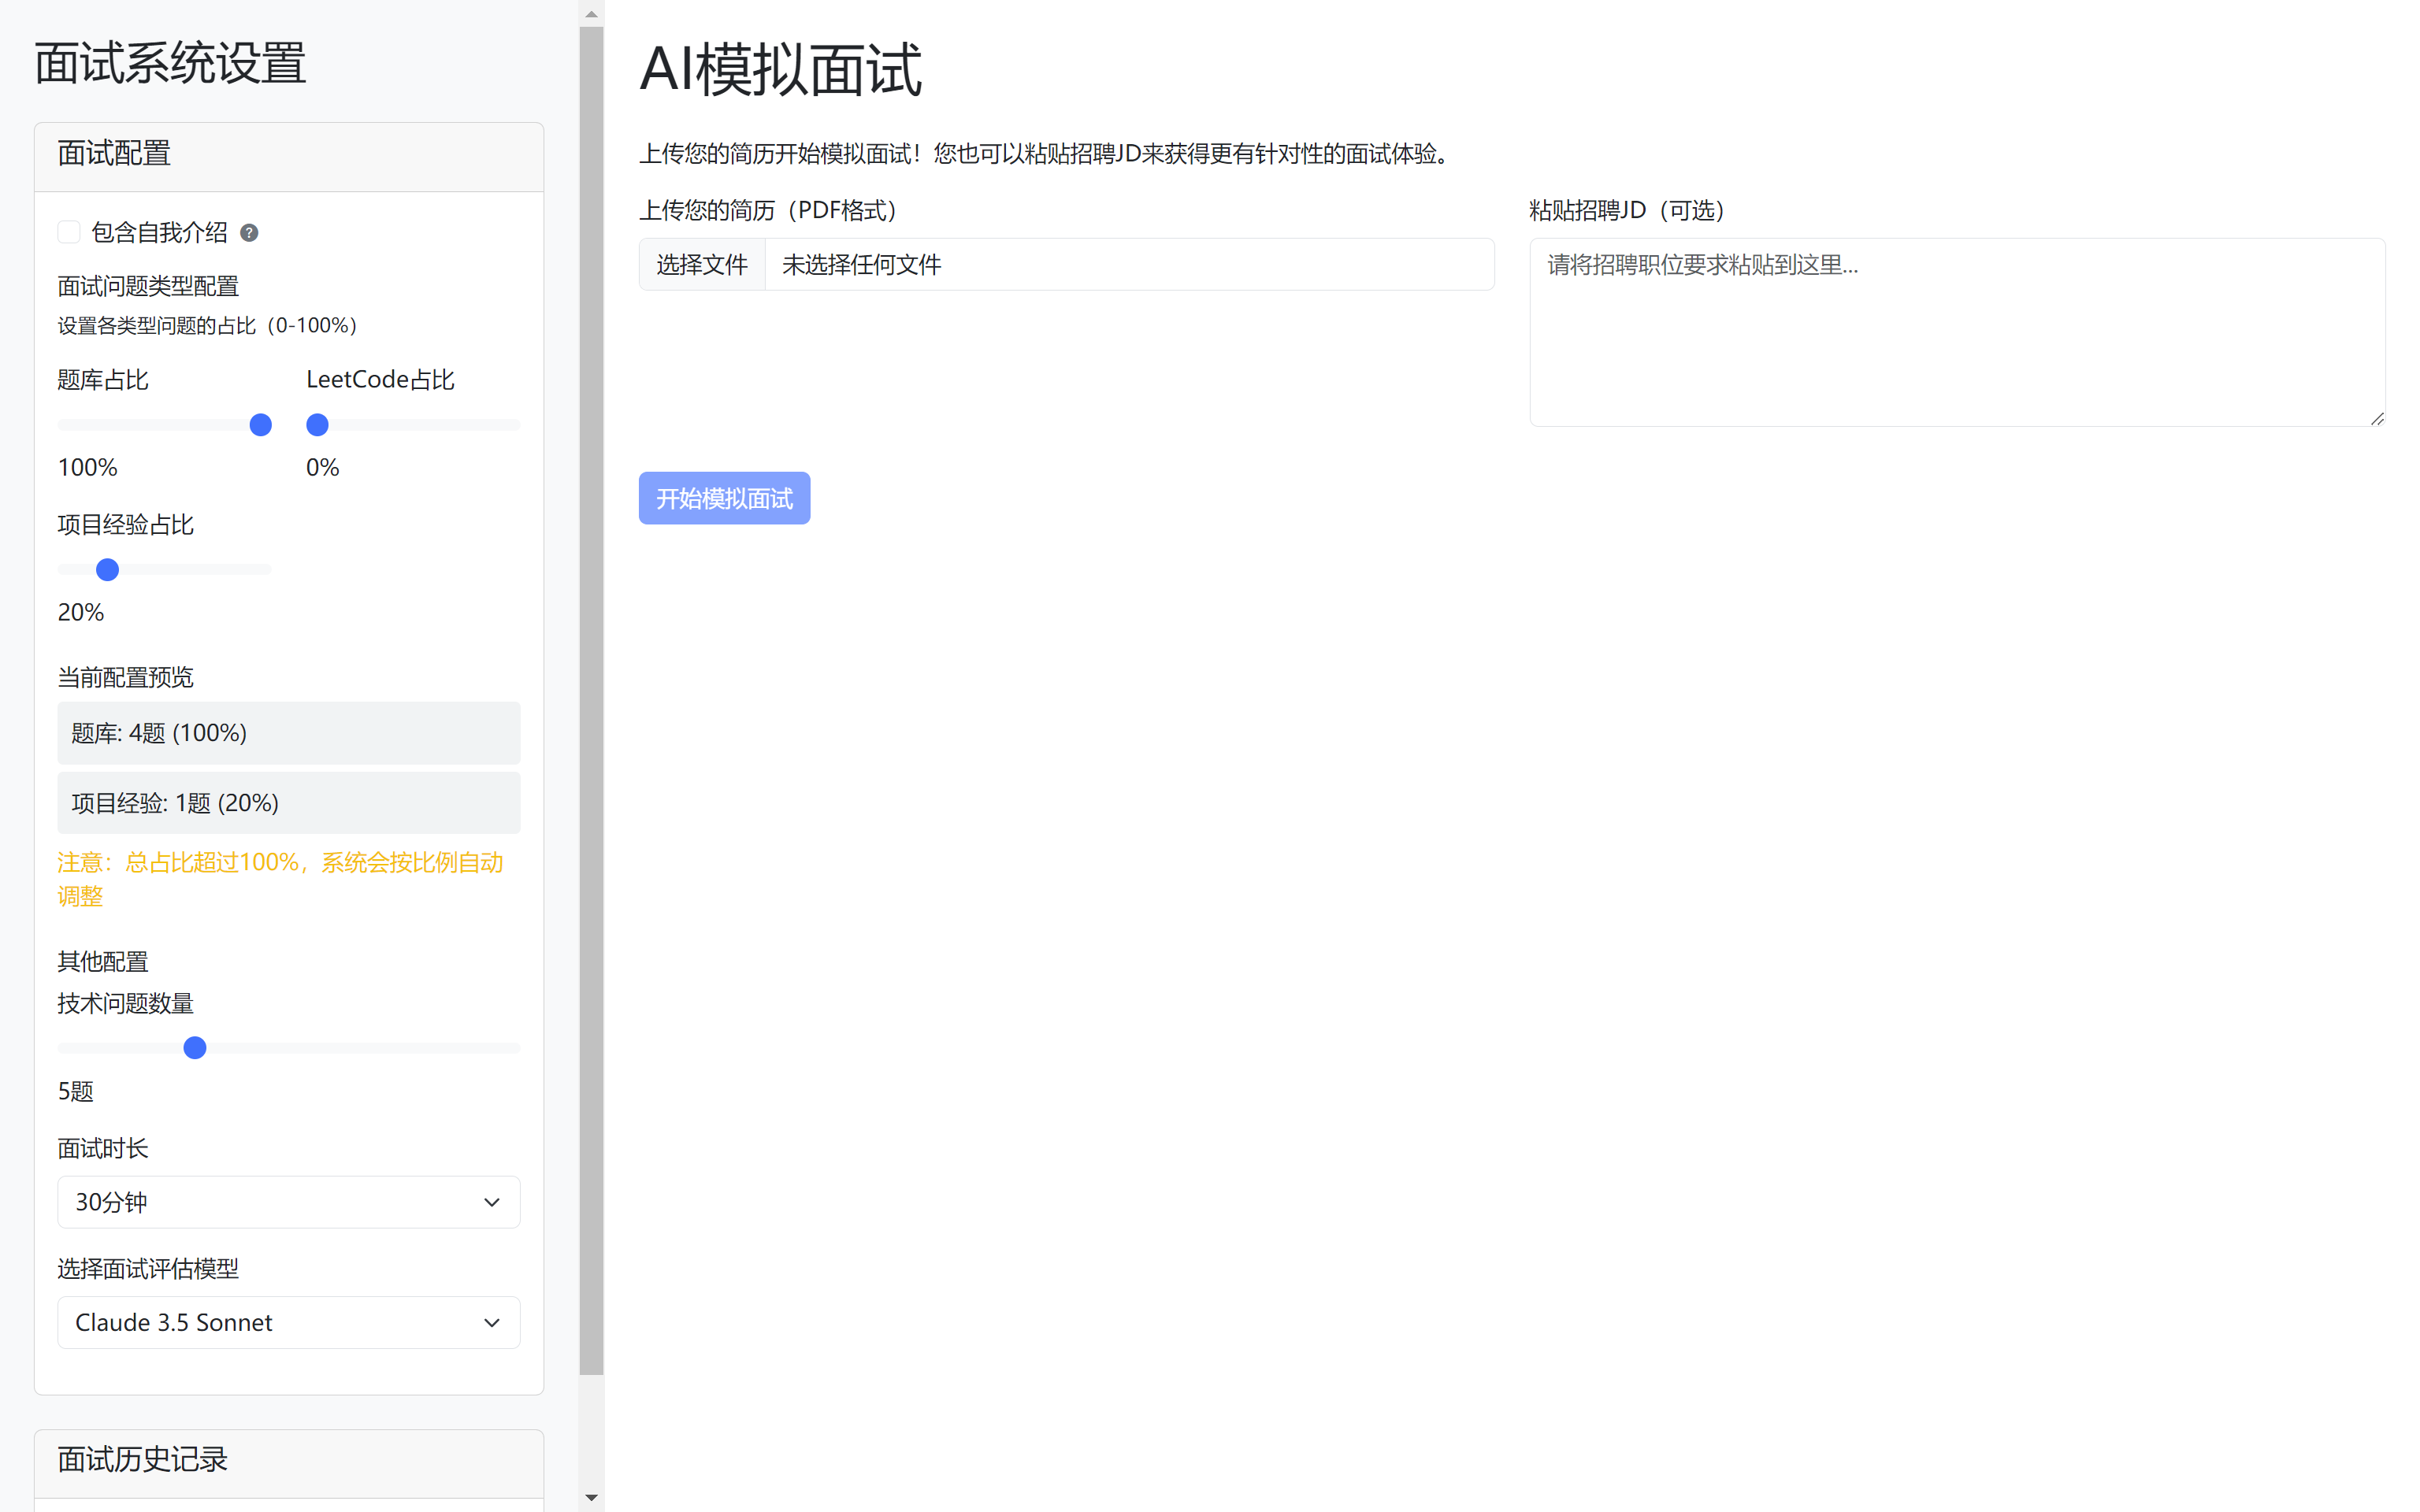 面试系统设置
面试配置
包含自我介绍 ?
面试问题类型配置
设置各类型问题的占比（0-100%）
题库占比
100%
LeetCode占比
0%
项目经验占比
20%
当前配置预览
题库: 4题 (100%)
项目经验: 1题 (20%)
注意：总占比超过100%，系统会按比例自动
调整
其他配置
技术问题数量
5题
面试时长
30分钟
选择面试评估模型
Claude 3.5 Sonnet
面试历史记录
AI模拟面试
上传您的简历开始模拟面试！您也可以粘贴招聘JD来获得更有针对性的面试体验。
上传您的简历（PDF格式）
选择文件 未选择任何文件
粘贴招聘JD（可选）
请将招聘职位要求粘贴到这里...
开始模拟面试